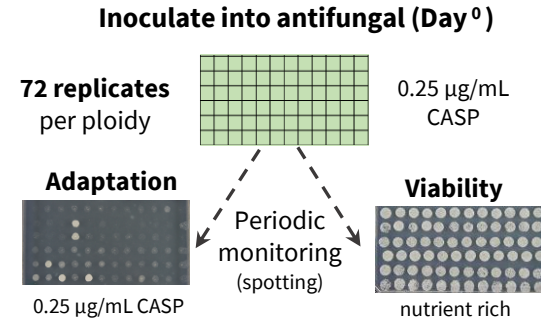 Inoculate into antifungal (Day ⁰ )
72 replicates
per ploidy
0.25 µg/mL
CASP
Adaptation
Viability
Periodic
monitoring
(spotting)
0.25 µg/mL CASP
nutrient rich